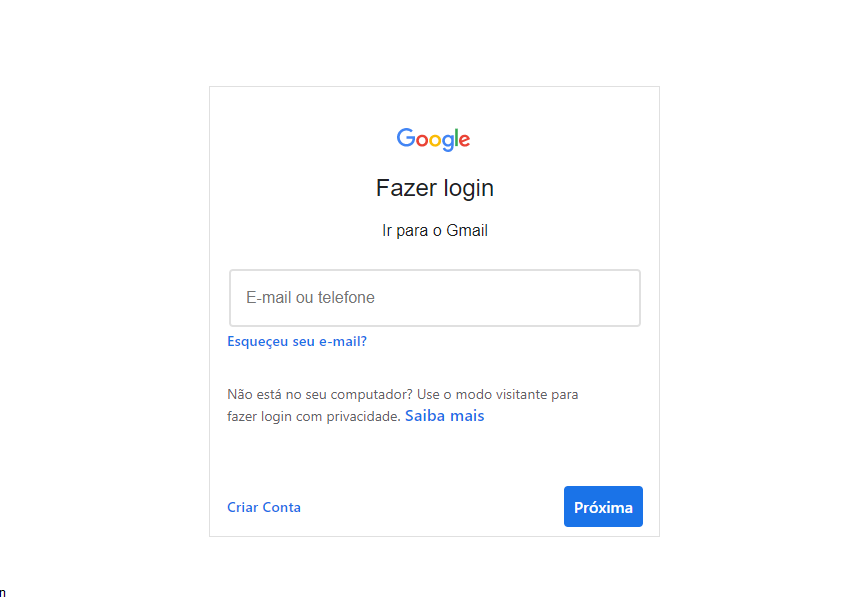 Google
Fazer login
Ir para o Gmail
E-mail ou telefone
Esqueçeu seu e-mail?
Não está no seu computador? Use o modo visitante para
fazer login com privacidade. Saiba mais
Criar Conta
Próxima
n